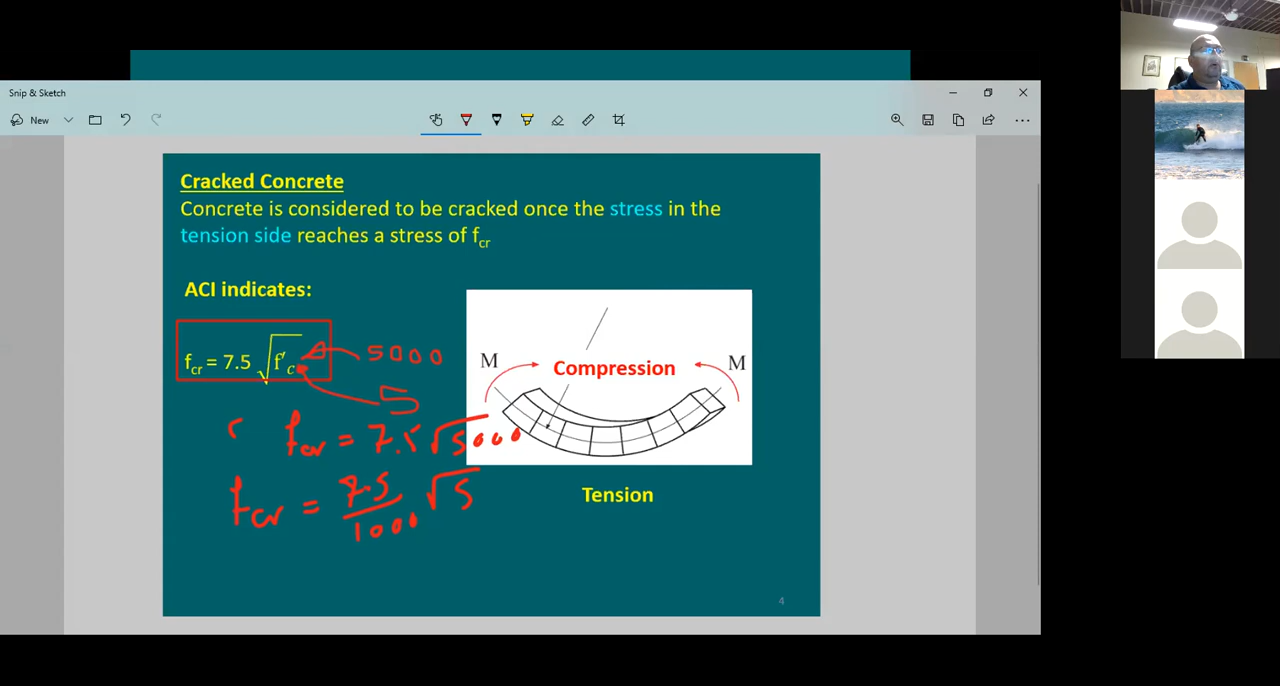 Snip & Sketch
New
Cracked Concrete
Concrete is considered to be cracked once the stress in the
tension side reaches a stress of fcr
ACI indicates:
fcr = 7.5 √f'c
5000
5
M
Compression
M
fcr = 7.5 √5000
fcr = 7.5/1000 √5
Tension
4